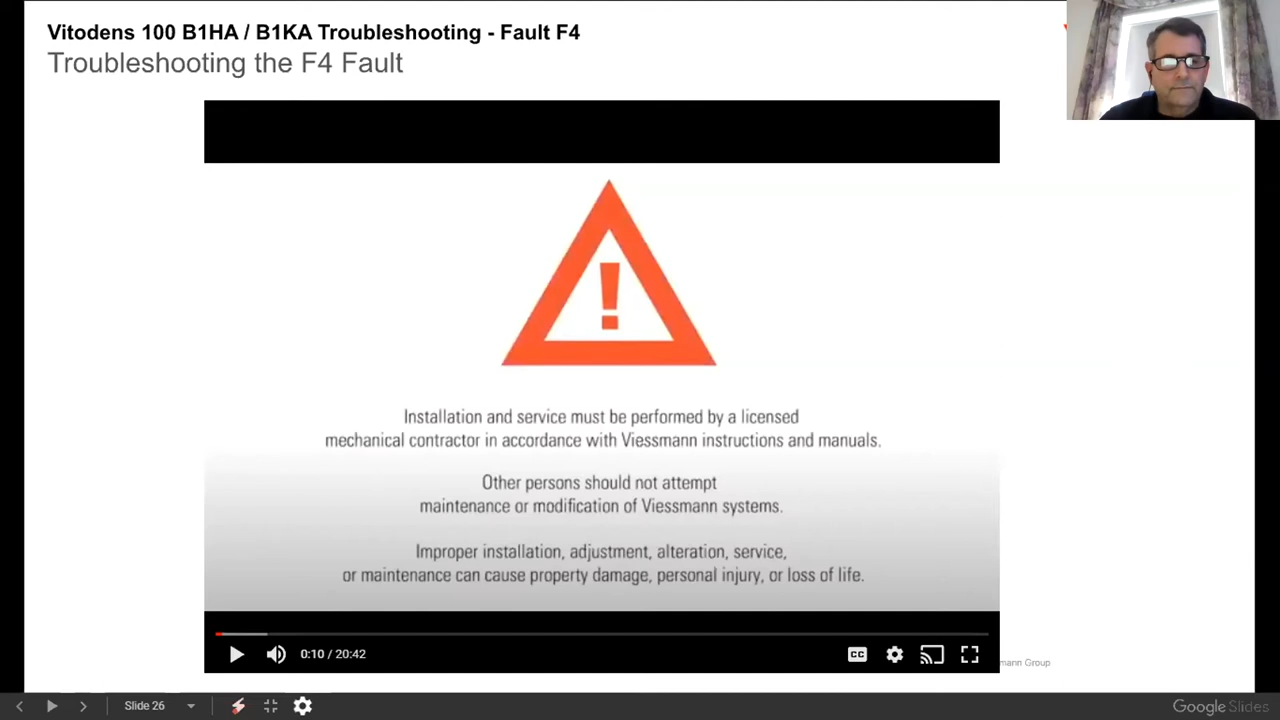 Vitodens 100 B1HA / B1KA Troubleshooting - Fault F4
Troubleshooting the F4 Fault
!
Installation and service must be performed by a licensed
mechanical contractor in accordance with Viessmann instructions and manuals.
Other persons should not attempt
maintenance or modification of Viessmann systems.
Improper installation, adjustment, alteration, service,
or maintenance can cause property damage, personal injury, or loss of life.
0:10 / 20:42
CC
mann Group
Slide 26
Google Slides